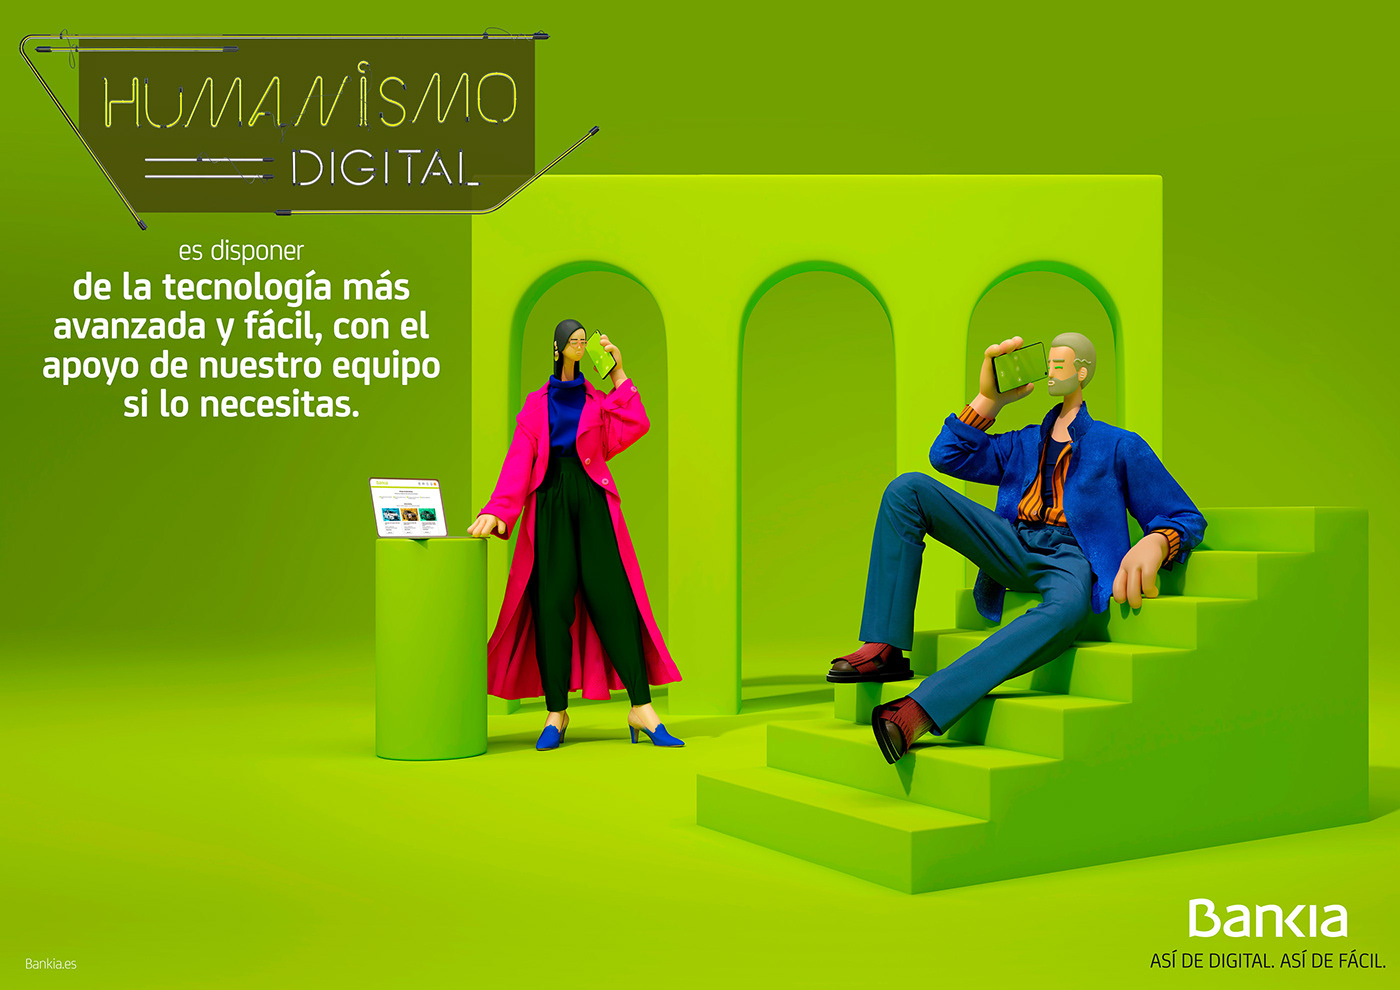 HUMANiSMO
DIGITAL
es disponer
de la tecnología más
avanzada y fácil, con el
apoyo de nuestro equipo
si lo necesitas.
Bankia
Bankia
ASÍ DE DIGITAL. ASÍ DE FÁCIL.
Bankia.es